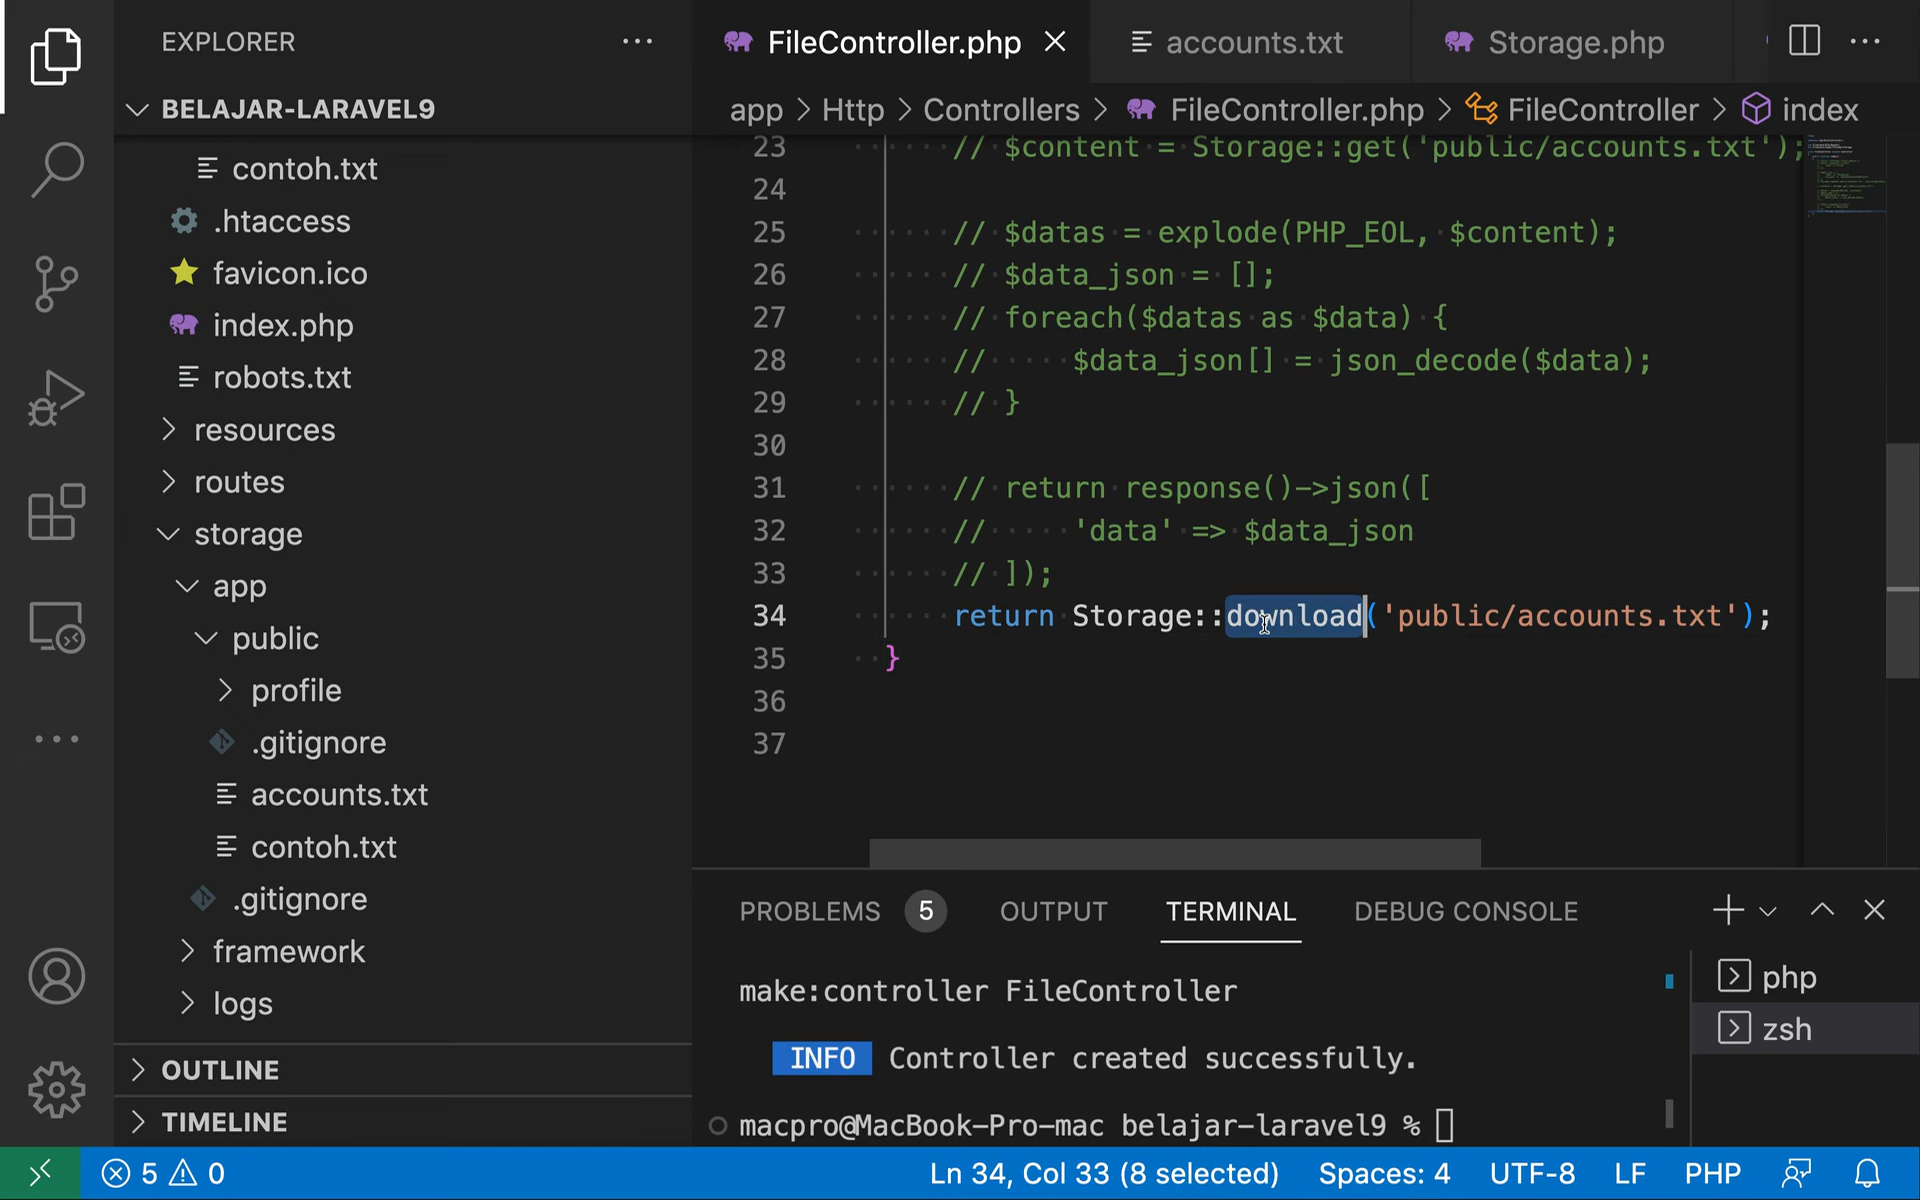 EXPLORER
BELAJAR-LARAVEL9
contoh.txt
.htaccess
favicon.ico
index.php
robots.txt
resources
routes
storage
app
public
profile
.gitignore
accounts.txt
contoh.txt
.gitignore
framework
logs
OUTLINE
TIMELINE
FileController.php
accounts.txt
Storage.php
app > Http > Controllers > FileController.php > FileController > index
23 // $content = Storage::get('public/accounts.txt');
24
25 // $datas = explode(PHP_EOL, $content);
26 // $data_json = [];
27 // foreach($datas as $data) {
28 //     $data_json[] = json_decode($data);
29 // }
30
31 // return response()->json([
32 //     'data' => $data_json
33 // ]);
34 return Storage::download('public/accounts.txt');
35 }
36
37
PROBLEMS 5 OUTPUT TERMINAL DEBUG CONSOLE
make:controller FileController
INFO Controller created successfully.
macpro@MacBook-Pro-mac belajar-laravel9 %
php
zsh
5 0 Ln 34, Col 33 (8 selected) Spaces: 4 UTF-8 LF PHP